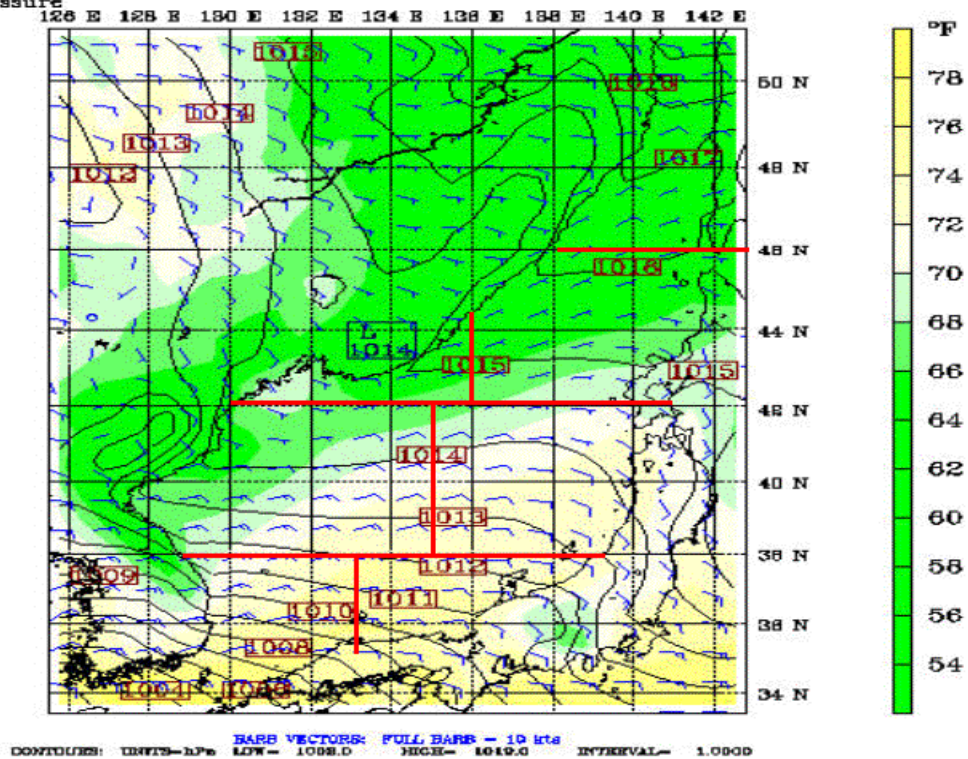 ssure
126 E 128 E 130 E 132 E 134 E 136 E 138 E 140 E 142 E
°F
1015
50 N
78
1014
76
1013
1017
48 N
1012
74
72
46 N
1016
70
L
1014
44 N
68
1015
1015
66
42 N
64
1014
62
40 N
1013
60
38 N
1012
1009
58
1011
1010
36 N
56
1008
54
1004
34 N
BARB VECTORS: FULL BARB = 10 kts
CONTOURS: UNITS=hPa LOW= HIGH= 1019.0 INTERVAL= 1.0000